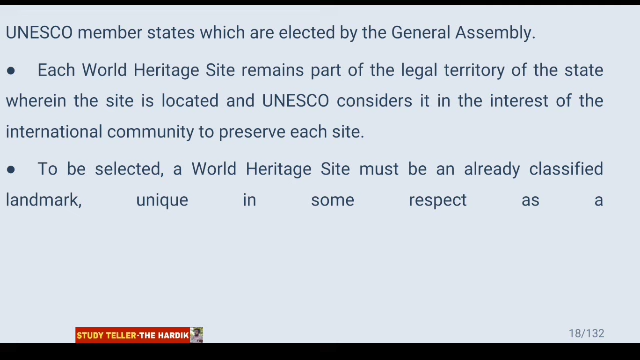 UNESCO member states which are elected by the General Assembly.
● Each World Heritage Site remains part of the legal territory of the state
wherein the site is located and UNESCO considers it in the interest of the
international community to preserve each site.
● To be selected, a World Heritage Site must be an already classified
landmark, unique in some respect as a
STUDY TELLER-THE HARDIK
18/132